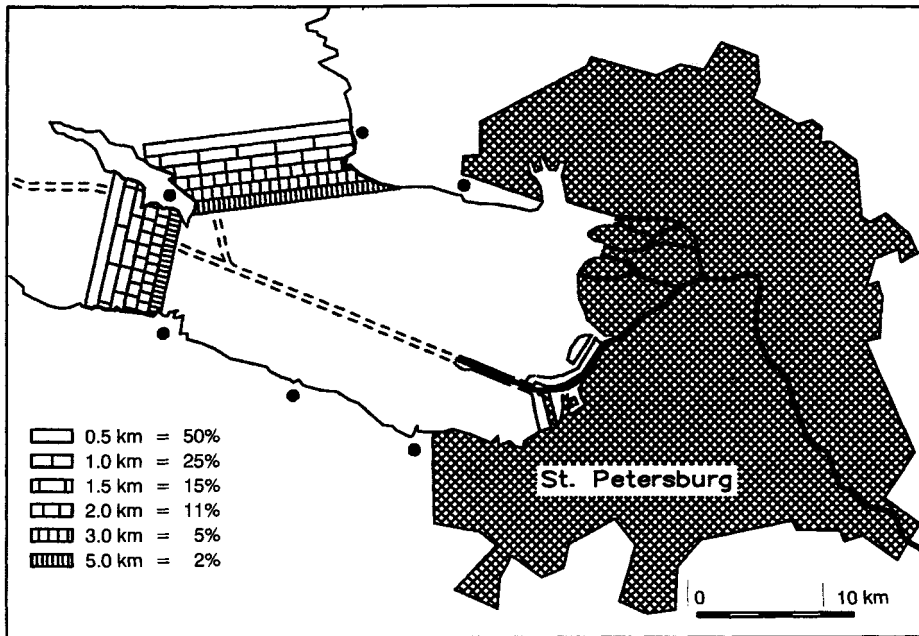 0.5 km = 50%
1.0 km = 25%
1.5 km = 15%
2.0 km = 11%
3.0 km = 5%
5.0 km = 2%
St. Petersburg
0 10 km